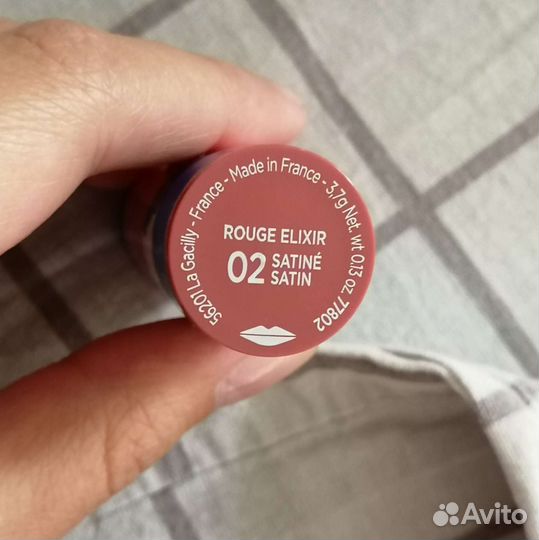 56201 La Gacilly - France - Made in France - 3,7g Net. wt 0.13 oz. 77802
ROUGE ELIXIR
02 SATINÉ
SATIN
Avito